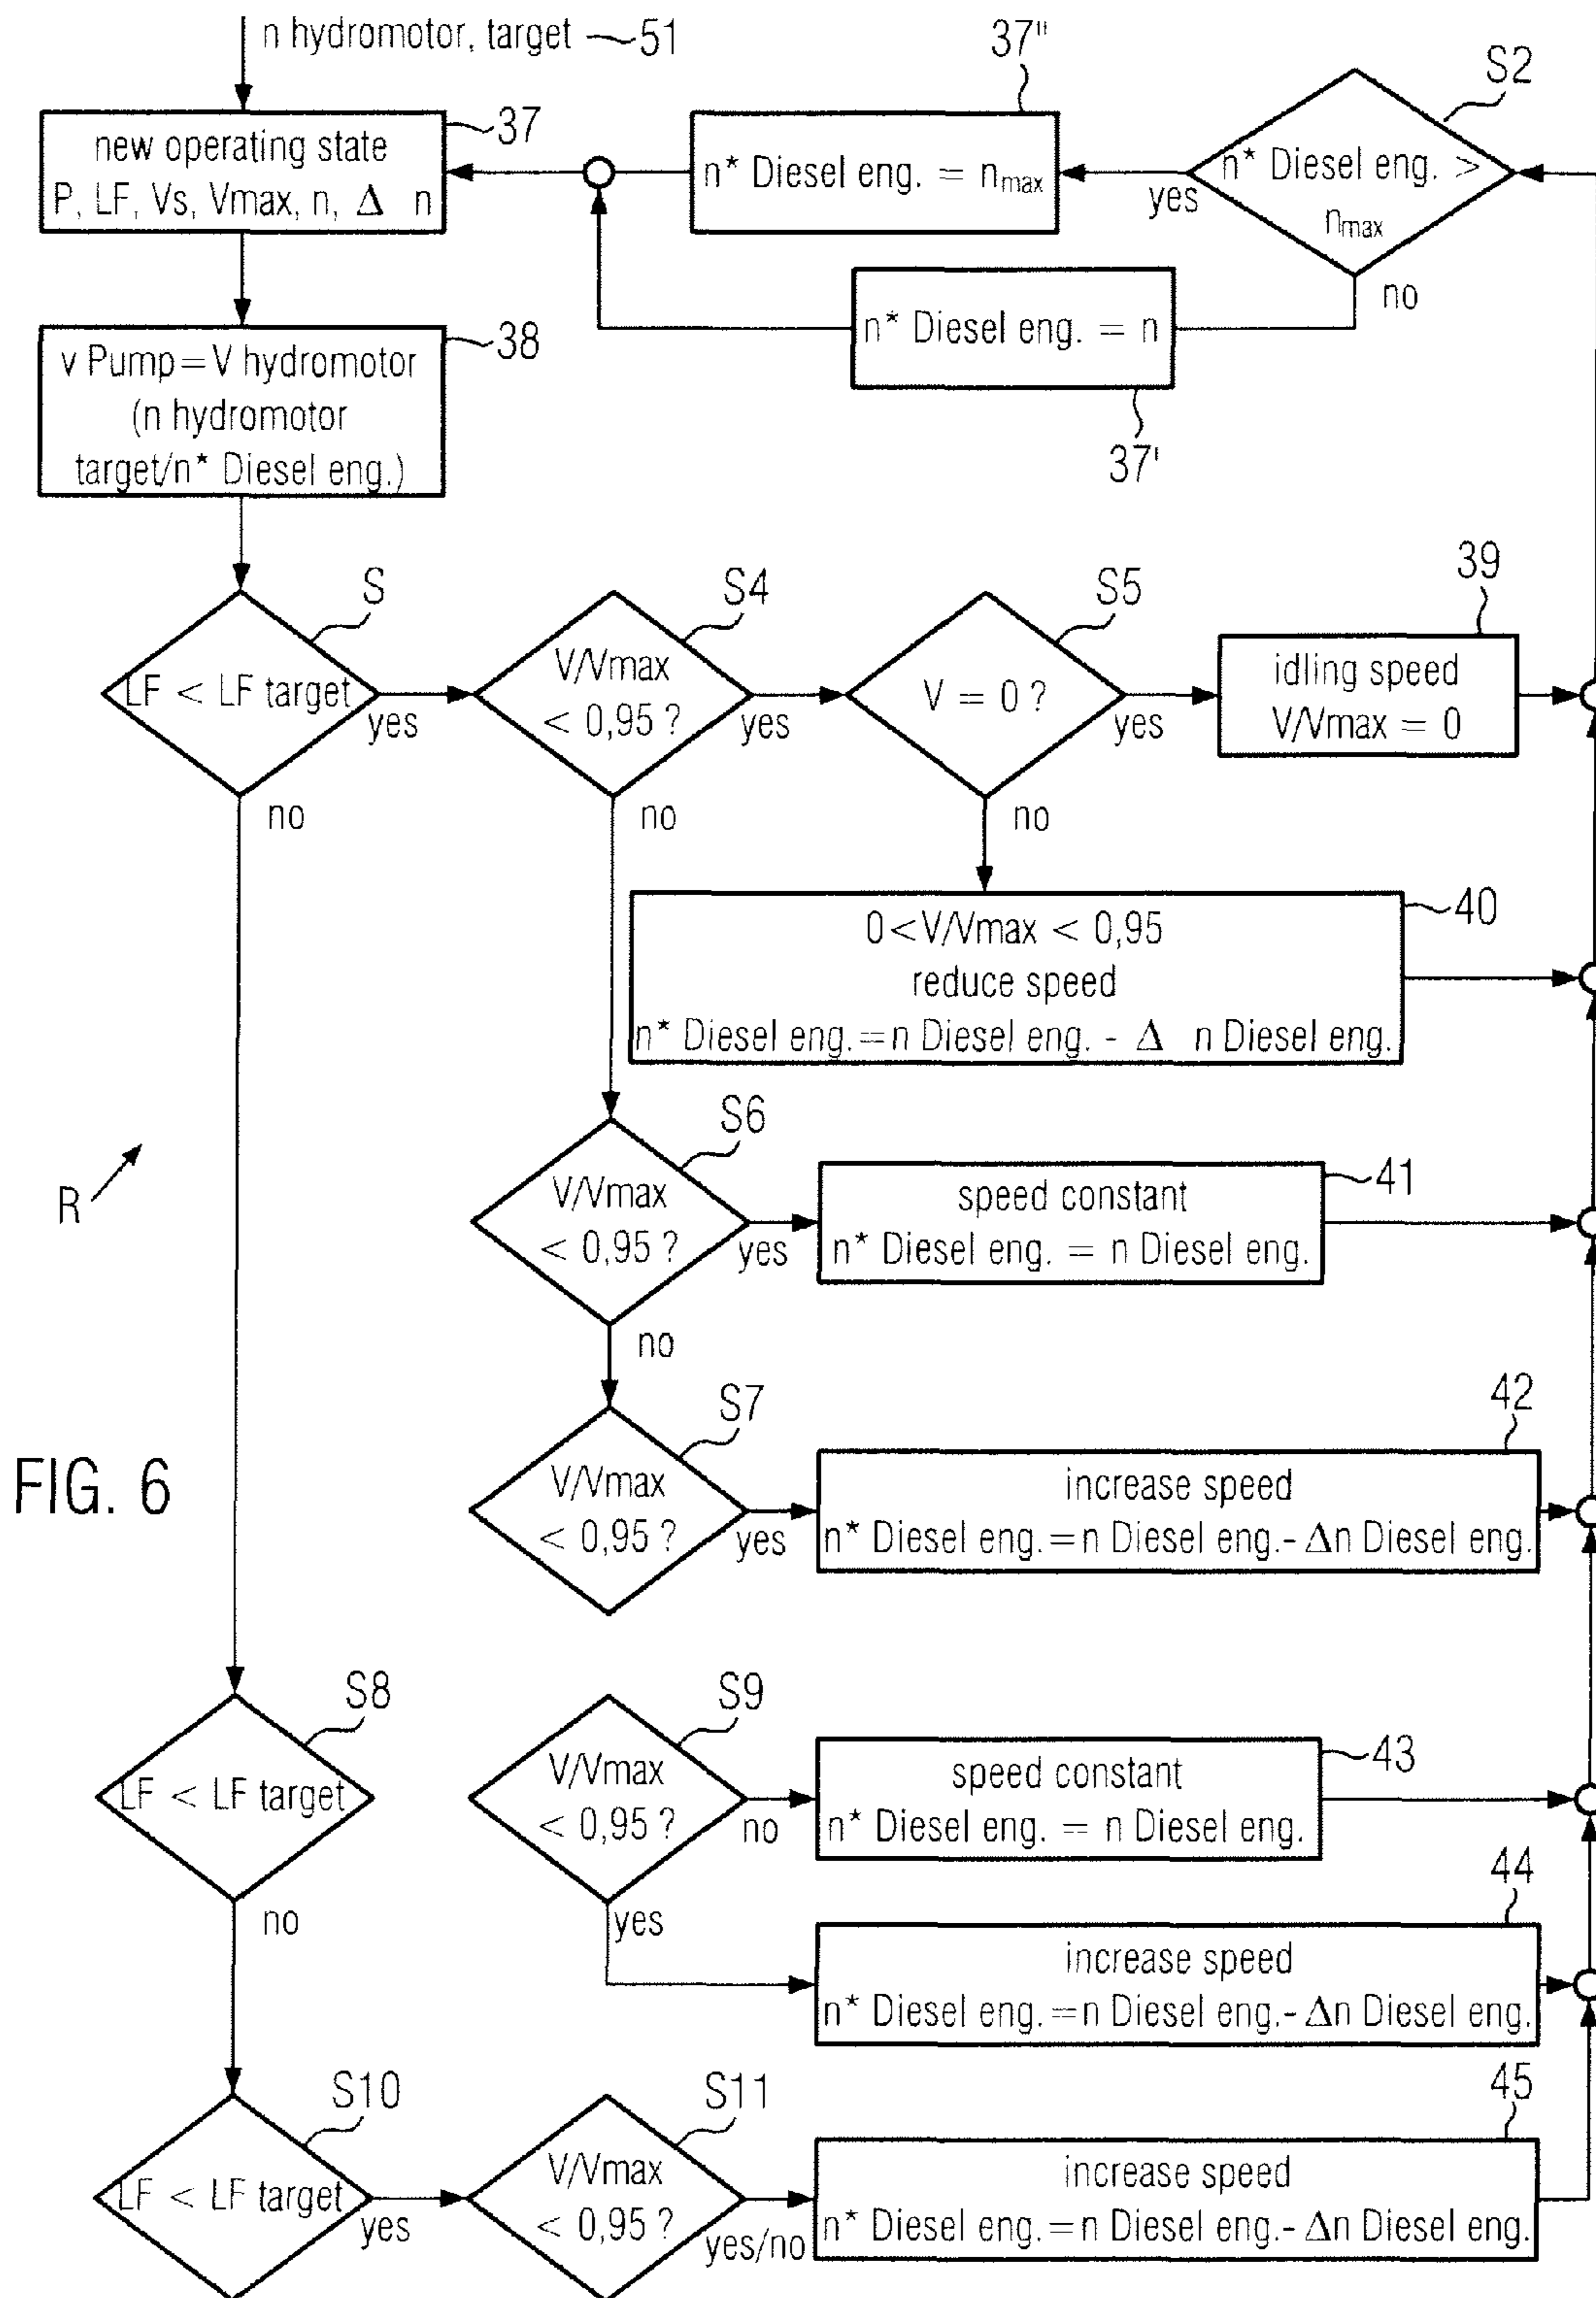 n hydromotor, target 51
new operating state
P, LF, Vs, Vmax, n, Δ n
37
n* Diesel eng. = nmax
37"
n* Diesel eng. >
nmax
S2
yes
no
n* Diesel eng. = n
37'
v Pump=V hydromotor
(n hydromotor
target/n* Diesel eng.)
38
LF < LF target
S
yes
no
V/Vmax
< 0,95 ?
S4
yes
no
V = 0 ?
S5
yes
no
idling speed
V/Vmax = 0
39
0<V/Vmax < 0,95
reduce speed
n* Diesel eng.=n Diesel eng. - Δ n Diesel eng.
40
R
V/Vmax
< 0,95 ?
S6
yes
no
speed constant
n* Diesel eng. = n Diesel eng.
41
FIG. 6
V/Vmax
< 0,95 ?
S7
yes
increase speed
n* Diesel eng.=n Diesel eng.- Δn Diesel eng.
42
LF < LF target
S8
no
V/Vmax
< 0,95 ?
S9
no
yes
speed constant
n* Diesel eng. = n Diesel eng.
43
increase speed
n* Diesel eng.=n Diesel eng.- Δn Diesel eng.
44
LF < LF target
S10
yes
V/Vmax
< 0,95 ?
S11
yes/no
increase speed
n* Diesel eng.=n Diesel eng.- Δn Diesel eng.
45